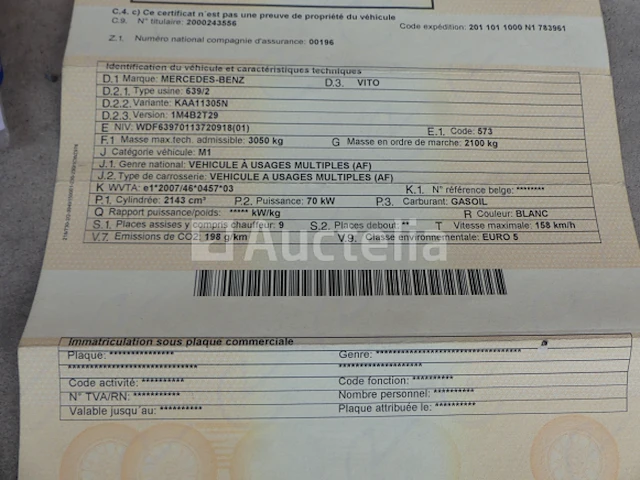 C.4. c) Ce certificat n'est pas une preuve de propriété du véhicule
C.9. N° titulaire: 2000243556
Code expédition: 201 101 1000 N1 783961
Z.1. Numéro national compagnie d'assurance: 00196
Identification du véhicule et caractéristiques techniques
D.1 Marque: MERCEDES-BENZ D.3. VITO
D.2.1. Type usine: 639/2
D.2.2. Variante: KAA11305N
D.2.3. Version: 1M4B2T29
E NIV: WDF63970113720918(01) E.1. Code: 573
F.1 Masse max.tech. admissible: 3050 kg G Masse en ordre de marche: 2100 kg
J Catégorie véhicule: M1
J.1. Genre national: VEHICULE À USAGES MULTIPLES (AF)
J.2. Type de carrosserie: VEHICULE A USAGES MULTIPLES (AF)
K WVTA: e1*2007/46*0457*03 K.1. N° référence belge: ********
P.1. Cylindrée: 2143 cm³ P.2. Puissance: 70 kW P.3. Carburant: GASOIL
Q Rapport puissance/poids: ***** kW/kg R Couleur: BLANC
S.1. Places assises y compris chauffeur: 9 S.2. Places debout: T Vitesse maximale: 158 km/h
V.7. Emissions de CO2: 198 g/km V.9. Classe environnementale: EURO 5
Auctelia
Immatriculation sous plaque commerciale
Plaque: *************** Genre: **********************************
****************************** ********************
Code activité: ********** Code fonction: **********
N° TVA/RN: *********** Numéro personnel: **********
Valable jusqu'au: ********** Plaque attribuée le: **********